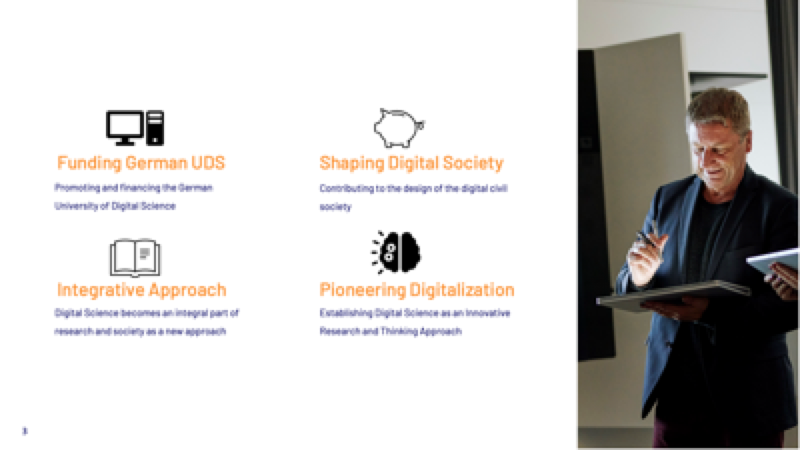 Funding German UDS
Promoting and financing the German
University of Digital Science
Shaping Digital Society
Contributing to the design of the digital civil
society
Integrative Approach
Digital Science becomes an integral part of
research and society as a new approach
Pioneering Digitalization
Establishing Digital Science as an Innovative
Research and Thinking Approach
3